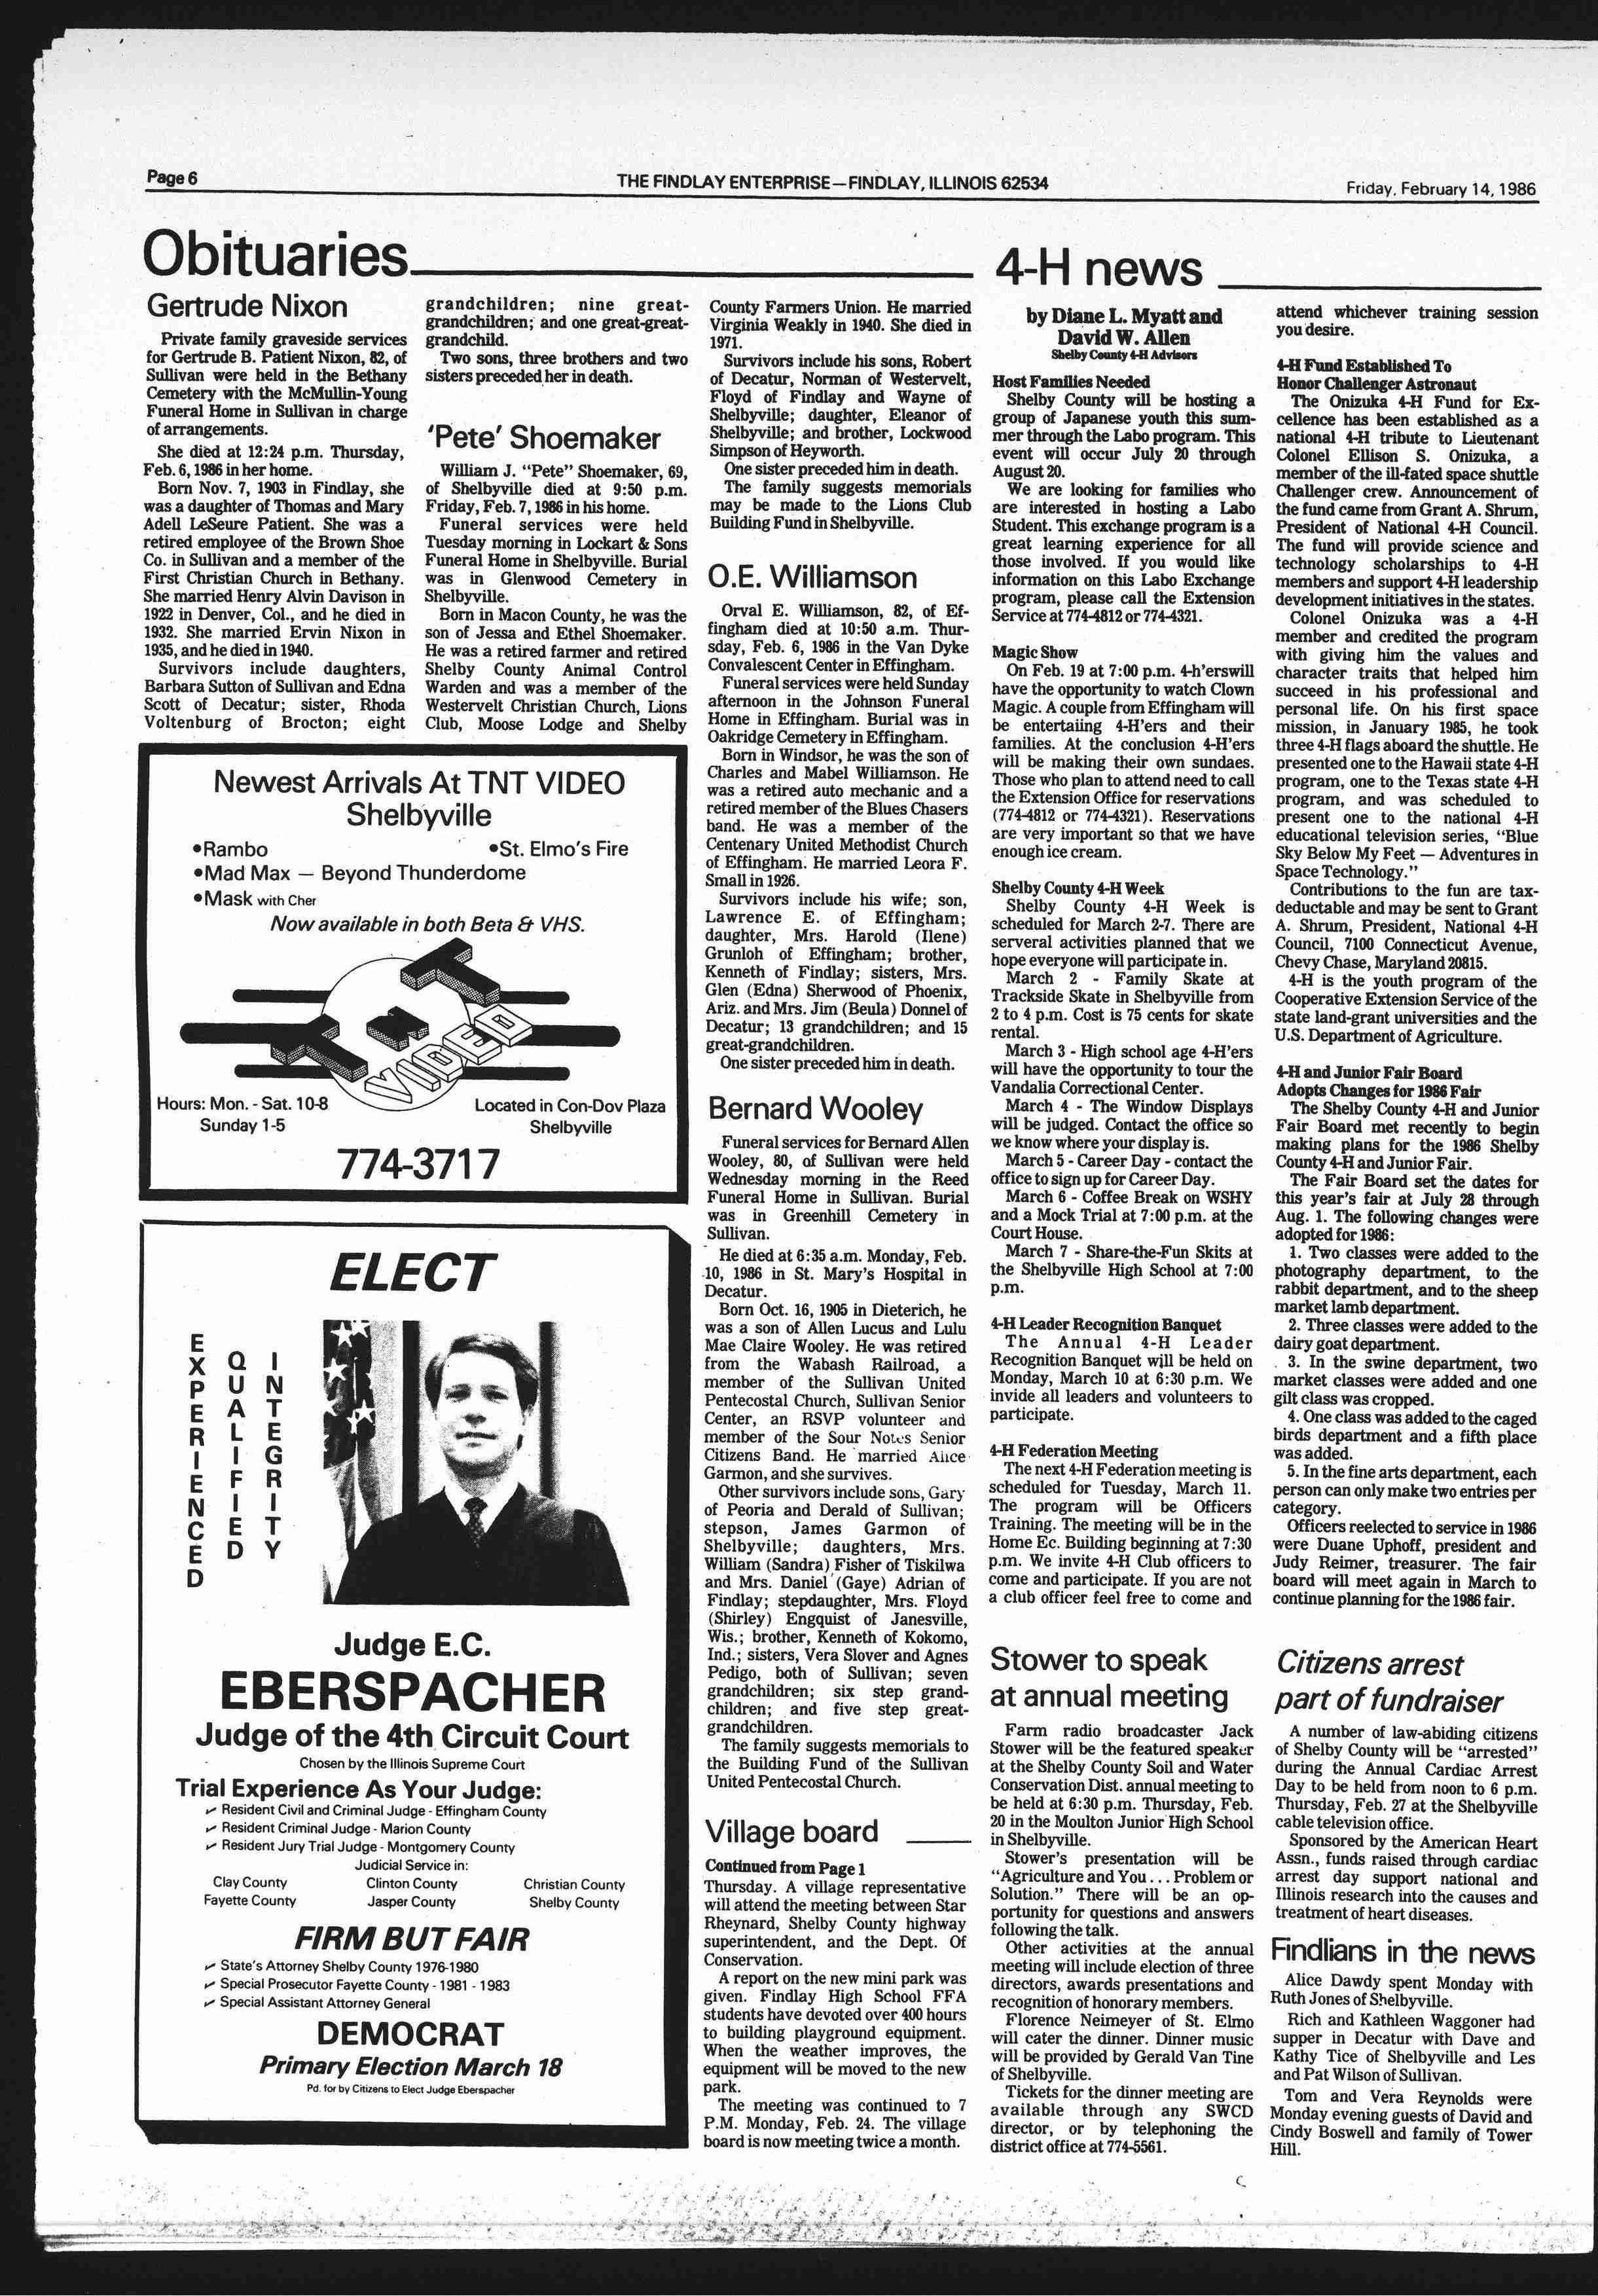 Page 6
THE FINDLAY ENTERPRISE—FINDLAY, ILLINOIS 62534
Friday, February 14, 1986
Obituaries
Gertrude Nixon
Private family graveside services
for Gertrude B. Patient Nixon, 82, of
Sullivan were held in the Bethany
Cemetery with the McMullin-Young
Funeral Home in Sullivan in charge
of arrangements.
She died at 12:24 p.m. Thursday,
Feb. 6, 1986 in her home.
Born Nov. 7, 1903 in Findlay, she
was a daughter of Thomas and Mary
Adell LeSeure Patient. She was a
retired employee of the Brown Shoe
Co. in Sullivan and a member of the
First Christian Church in Bethany.
She married Henry Alvin Davison in
1922 in Denver, Col., and he died in
1932. She married Ervin Nixon in
1935, and he died in 1940.
Survivors include daughters,
Barbara Sutton of Sullivan and Edna
Scott of Decatur; sister, Rhoda
Voltenburg of Brocton; eight
grandchildren; nine great-
grandchildren; and one great-great-
grandchild.
Two sons, three brothers and two
sisters preceded her in death.
'Pete' Shoemaker
William J. "Pete" Shoemaker, 69,
of Shelbyville died at 9:50 p.m.
Friday, Feb. 7, 1986 in his home.
Funeral services were held
Tuesday morning in Lockart & Sons
Funeral Home in Shelbyville. Burial
was in Glenwood Cemetery in
Shelbyville.
Born in Macon County, he was the
son of Jessa and Ethel Shoemaker.
He was a retired farmer and retired
Shelby County Animal Control
Warden and was a member of the
Westervelt Christian Church, Lions
Club, Moose Lodge and Shelby
County Farmers Union. He married
Virginia Weakly in 1940. She died in
1971.
Survivors include his sons, Robert
of Decatur, Norman of Westervelt,
Floyd of Findlay and Wayne of
Shelbyville; daughter, Eleanor of
Shelbyville; and brother, Lockwood
Simpson of Heyworth.
One sister preceded him in death.
The family suggests memorials
may be made to the Lions Club
Building Fund in Shelbyville.
O.E. Williamson
Orval E. Williamson, 82, of Ef-
fingham died at 10:50 a.m. Thur-
sday, Feb. 6, 1986 in the Van Dyke
Convalescent Center in Effingham.
Funeral services were held Sunday
afternoon in the Johnson Funeral
Home in Effingham. Burial was in
Oakridge Cemetery in Effingham.
Born in Windsor, he was the son of
Charles and Mabel Williamson. He
was a retired auto mechanic and a
retired member of the Blues Chasers
band. He was a member of the
Centenary United Methodist Church
of Effingham. He married Leora F.
Small in 1926.
Survivors include his wife; son,
Lawrence E. of Effingham;
daughter, Mrs. Harold (Ilene)
Grunloh of Effingham; brother,
Kenneth of Findlay; sisters, Mrs.
Glen (Edna) Sherwood of Phoenix,
Ariz. and Mrs. Jim (Beula) Donnel of
Decatur; 13 grandchildren; and 15
great-grandchildren.
One sister preceded him in death.
Bernard Wooley
Funeral services for Bernard Allen
Wooley, 80, of Sullivan were held
Wednesday morning in the Reed
Funeral Home in Sullivan. Burial
was in Greenhill Cemetery in
Sullivan.
He died at 6:35 a.m. Monday, Feb.
10, 1986 in St. Mary's Hospital in
Decatur.
Born Oct. 16, 1905 in Dieterich, he
was a son of Allen Lucus and Lulu
Mae Claire Wooley. He was retired
from the Wabash Railroad, a
member of the Sullivan United
Pentecostal Church, Sullivan Senior
Center, an RSVP volunteer and
member of the Sour Notes Senior
Citizens Band. He married Alice
Garmon, and she survives.
Other survivors include sons, Gary
of Peoria and Derald of Sullivan;
stepson, James Garmon of
Shelbyville; daughters, Mrs.
William (Sandra) Fisher of Tiskilwa
and Mrs. Daniel (Gaye) Adrian of
Findlay; stepdaughter, Mrs. Floyd
(Shirley) Engquist of Janesville,
Wis.; brother, Kenneth of Kokomo,
Ind.; sisters, Vera Slover and Agnes
Pedigo, both of Sullivan; seven
grandchildren; six step grand-
children; and five step great-
grandchildren.
The family suggests memorials to
the Building Fund of the Sullivan
United Pentecostal Church.
Village board
Continued from Page 1
Thursday. A village representative
will attend the meeting between Star
Rheynard, Shelby County highway
superintendent, and the Dept. Of
Conservation.
A report on the new mini park was
given. Findlay High School FFA
students have devoted over 400 hours
to building playground equipment.
When the weather improves, the
equipment will be moved to the new
park.
The meeting was continued to 7
P.M. Monday, Feb. 24. The village
board is now meeting twice a month.
Newest Arrivals At TNT VIDEO
Shelbyville
•Rambo
•St. Elmo's Fire
•Mad Max — Beyond Thunderdome
•Mask with Cher
Now available in both Beta & VHS.
TNT
VIDEO
Hours: Mon. - Sat. 10-8
Sunday 1-5
Located in Con-Dov Plaza
Shelbyville
774-3717
ELECT
EXPERIENCED
QUALIFIED
INTEGRITY
Judge E.C.
EBERSPACHER
Judge of the 4th Circuit Court
Chosen by the Illinois Supreme Court
Trial Experience As Your Judge:
✓ Resident Civil and Criminal Judge - Effingham County
✓ Resident Criminal Judge - Marion County
✓ Resident Jury Trial Judge - Montgomery County
Judicial Service in:
Clay County Clinton County Christian County
Fayette County Jasper County Shelby County
FIRM BUT FAIR
✓ State's Attorney Shelby County 1976-1980
✓ Special Prosecutor Fayette County - 1981 - 1983
✓ Special Assistant Attorney General
DEMOCRAT
Primary Election March 18
Pd. for by Citizens to Elect Judge Eberspacher
4-H news
by Diane L. Myatt and
David W. Allen
Shelby County 4-H Advisors
Host Families Needed
Shelby County will be hosting a
group of Japanese youth this sum-
mer through the Labo program. This
event will occur July 20 through
August 20.
We are looking for families who
are interested in hosting a Labo
Student. This exchange program is a
great learning experience for all
those involved. If you would like
information on this Labo Exchange
program, please call the Extension
Service at 774-4812 or 774-4321.
Magic Show
On Feb. 19 at 7:00 p.m. 4-h'erswill
have the opportunity to watch Clown
Magic. A couple from Effingham will
be entertaiing 4-H'ers and their
families. At the conclusion 4-H'ers
will be making their own sundaes.
Those who plan to attend need to call
the Extension Office for reservations
(774-4812 or 774-4321). Reservations
are very important so that we have
enough ice cream.
Shelby County 4-H Week
Shelby County 4-H Week is
scheduled for March 2-7. There are
serveral activities planned that we
hope everyone will participate in.
March 2 - Family Skate at
Trackside Skate in Shelbyville from
2 to 4 p.m. Cost is 75 cents for skate
rental.
March 3 - High school age 4-H'ers
will have the opportunity to tour the
Vandalia Correctional Center.
March 4 - The Window Displays
will be judged. Contact the office so
we know where your display is.
March 5 - Career Day - contact the
office to sign up for Career Day.
March 6 - Coffee Break on WSHY
and a Mock Trial at 7:00 p.m. at the
Court House.
March 7 - Share-the-Fun Skits at
the Shelbyville High School at 7:00
p.m.
4-H Leader Recognition Banquet
The Annual 4-H Leader
Recognition Banquet will be held on
Monday, March 10 at 6:30 p.m. We
invide all leaders and volunteers to
participate.
4-H Federation Meeting
The next 4-H Federation meeting is
scheduled for Tuesday, March 11.
The program will be Officers
Training. The meeting will be in the
Home Ec. Building beginning at 7:30
p.m. We invite 4-H Club officers to
come and participate. If you are not
a club officer feel free to come and
attend whichever training session
you desire.
4-H Fund Established To
Honor Challenger Astronaut
The Onizuka 4-H Fund for Ex-
cellence has been established as a
national 4-H tribute to Lieutenant
Colonel Ellison S. Onizuka, a
member of the ill-fated space shuttle
Challenger crew. Announcement of
the fund came from Grant A. Shrum,
President of National 4-H Council.
The fund will provide science and
technology scholarships to 4-H
members and support 4-H leadership
development initiatives in the states.
Colonel Onizuka was a 4-H
member and credited the program
with giving him the values and
character traits that helped him
succeed in his professional and
personal life. On his first space
mission, in January 1985, he took
three 4-H flags aboard the shuttle. He
presented one to the Hawaii state 4-H
program, one to the Texas state 4-H
program, and was scheduled to
present one to the national 4-H
educational television series, "Blue
Sky Below My Feet — Adventures in
Space Technology."
Contributions to the fun are tax-
deductable and may be sent to Grant
A. Shrum, President, National 4-H
Council, 7100 Connecticut Avenue,
Chevy Chase, Maryland 20815.
4-H is the youth program of the
Cooperative Extension Service of the
state land-grant universities and the
U.S. Department of Agriculture.
4-H and Junior Fair Board
Adopts Changes for 1986 Fair
The Shelby County 4-H and Junior
Fair Board met recently to begin
making plans for the 1986 Shelby
County 4-H and Junior Fair.
The Fair Board set the dates for
this year's fair at July 28 through
Aug. 1. The following changes were
adopted for 1986:
1. Two classes were added to the
photography department, to the
rabbit department, and to the sheep
market lamb department.
2. Three classes were added to the
dairy goat department.
3. In the swine department, two
market classes were added and one
gilt class was cropped.
4. One class was added to the caged
birds department and a fifth place
was added.
5. In the fine arts department, each
person can only make two entries per
category.
Officers reelected to service in 1986
were Duane Uphoff, president and
Judy Reimer, treasurer. The fair
board will meet again in March to
continue planning for the 1986 fair.
Stower to speak
at annual meeting
Farm radio broadcaster Jack
Stower will be the featured speaker
at the Shelby County Soil and Water
Conservation Dist. annual meeting to
be held at 6:30 p.m. Thursday, Feb.
20 in the Moulton Junior High School
in Shelbyville.
Stower's presentation will be
"Agriculture and You . . . Problem or
Solution." There will be an op-
portunity for questions and answers
following the talk.
Other activities at the annual
meeting will include election of three
directors, awards presentations and
recognition of honorary members.
Florence Neimeyer of St. Elmo
will cater the dinner. Dinner music
will be provided by Gerald Van Tine
of Shelbyville.
Tickets for the dinner meeting are
available through any SWCD
director, or by telephoning the
district office at 774-5561.
Citizens arrest
part of fundraiser
A number of law-abiding citizens
of Shelby County will be "arrested"
during the Annual Cardiac Arrest
Day to be held from noon to 6 p.m.
Thursday, Feb. 27 at the Shelbyville
cable television office.
Sponsored by the American Heart
Assn., funds raised through cardiac
arrest day support national and
Illinois research into the causes and
treatment of heart diseases.
Findlians in the news
Alice Dawdy spent Monday with
Ruth Jones of Shelbyville.
Rich and Kathleen Waggoner had
supper in Decatur with Dave and
Kathy Tice of Shelbyville and Les
and Pat Wilson of Sullivan.
Tom and Vera Reynolds were
Monday evening guests of David and
Cindy Boswell and family of Tower
Hill.